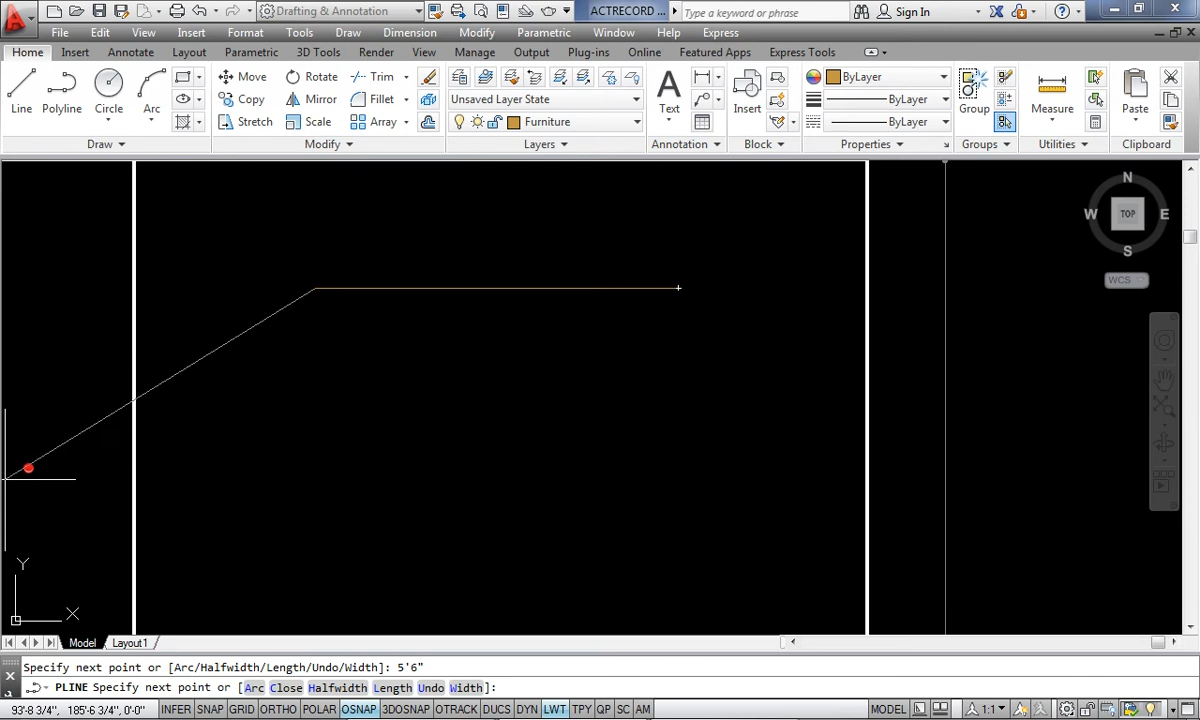 Drafting & Annotation ACTRECORD ... Type a keyword or phrase Sign In
File Edit View Insert Format Tools Draw Dimension Modify Parametric Window Help Express
Home Insert Annotate Layout Parametric 3D Tools Render View Manage Output Plug-ins Online Featured Apps Express Tools
Move Rotate Trim ByLayer
Line Polyline Circle Arc Copy Mirror Fillet Unsaved Layer State Text Insert ByLayer Group Measure Paste
Stretch Scale Array Furniture ByLayer
Draw Modify Layers Annotation Block Properties Groups Utilities Clipboard
N
W TOP E
S
WCS
Y
X
Model Layout1
Specify next point or [Arc/Halfwidth/Length/Undo/Width]: 5'6"
PLINE Specify next point or [Arc Close Halfwidth Length Undo Width]:
93'-8 3/4", 185'-6 3/4", 0'-0" INFER SNAP GRID ORTHO POLAR OSNAP 3DOSNAP OTRACK DUCS DYN LWT TPY QP SC AM MODEL 1:1